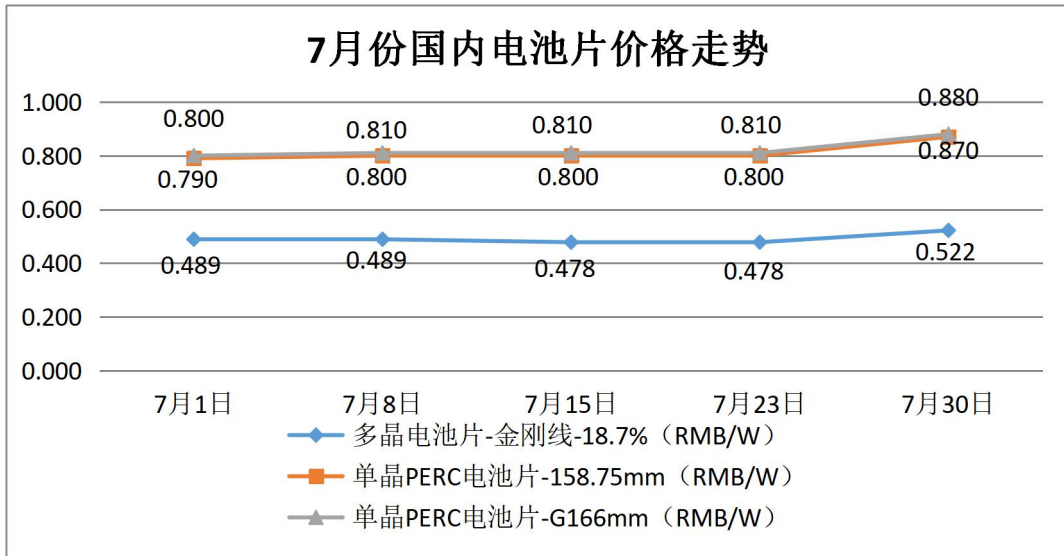 7月份国内电池片价格走势
1.000
0.800
0.600
0.400
0.200
0.000
0.800 0.810 0.810 0.810 0.880
0.790 0.800 0.800 0.800 0.870
0.489 0.489 0.478 0.478 0.522
7月1日 7月8日 7月15日 7月23日 7月30日
多晶电池片-金刚线-18.7%（RMB/W）
单晶PERC电池片-158.75mm（RMB/W）
单晶PERC电池片-G166mm（RMB/W）